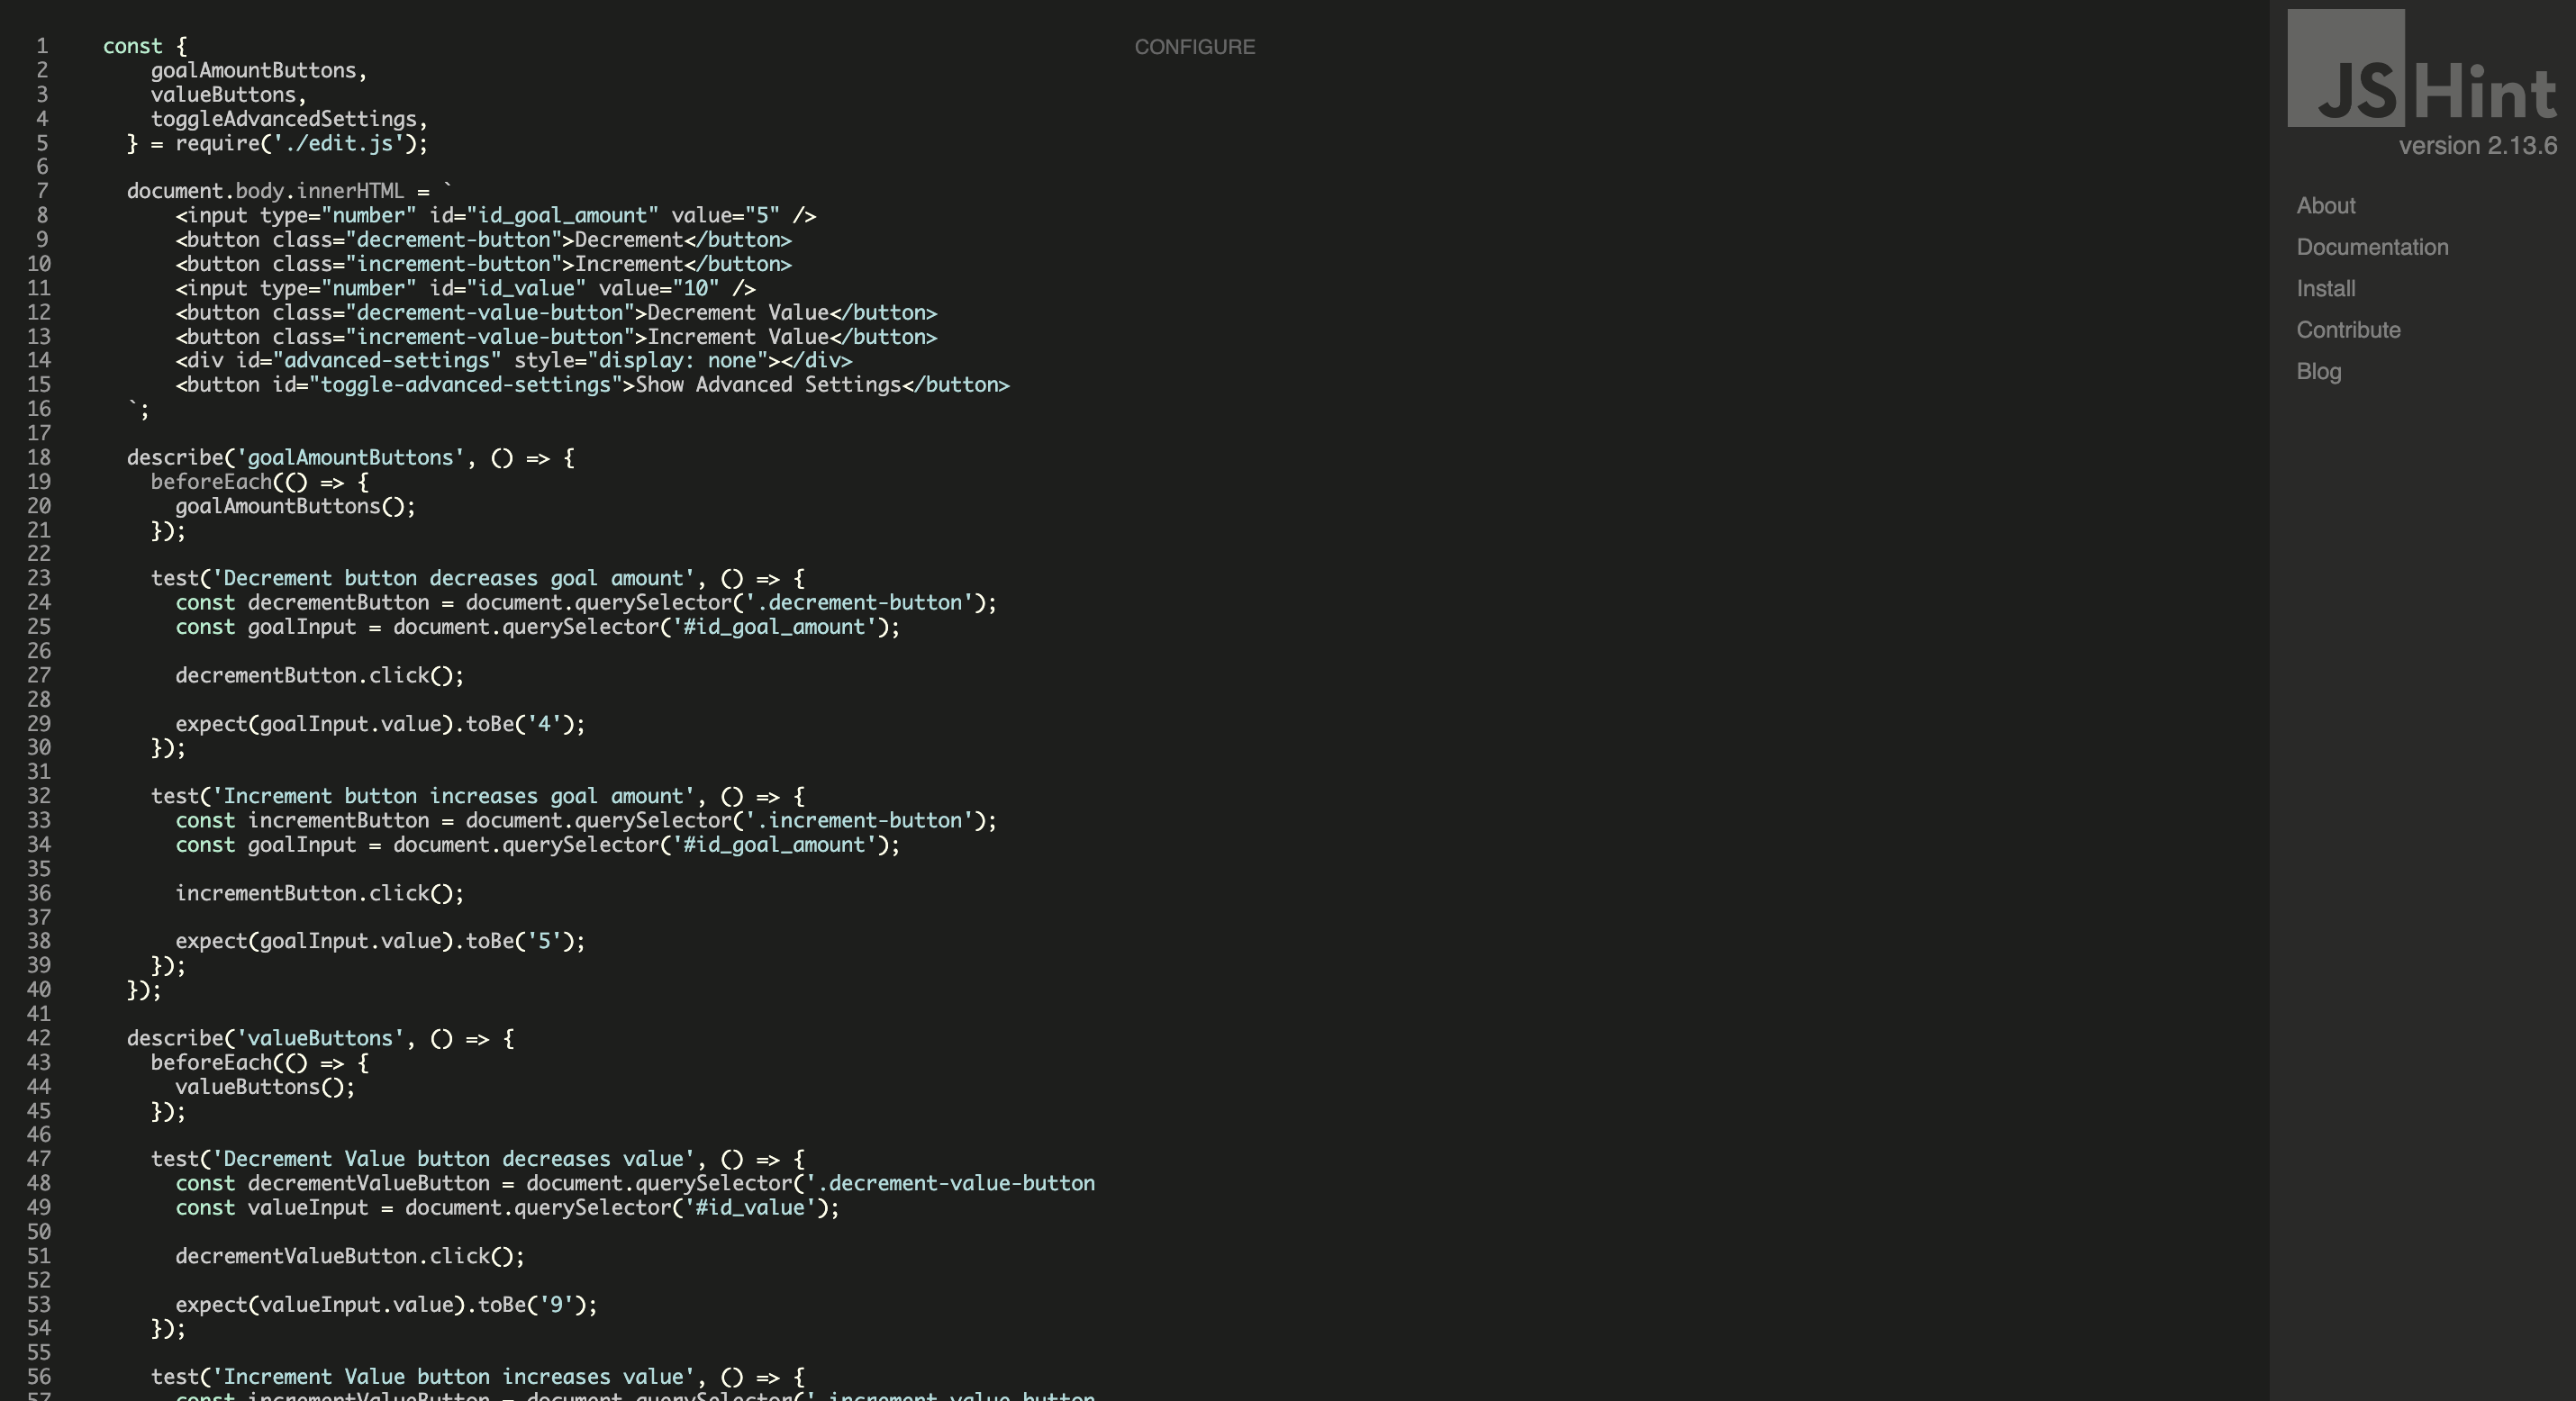 1 const {
2 goalAmountButtons,
3 valueButtons,
4 toggleAdvancedSettings,
5 } = require('./edit.js');
6
7 document.body.innerHTML = `
8 <input type="number" id="id_goal_amount" value="5" />
9 <button class="decrement-button">Decrement</button>
10 <button class="increment-button">Increment</button>
11 <input type="number" id="id_value" value="10" />
12 <button class="decrement-value-button">Decrement Value</button>
13 <button class="increment-value-button">Increment Value</button>
14 <div id="advanced-settings" style="display: none"></div>
15 <button id="toggle-advanced-settings">Show Advanced Settings</button>
16 `;
17
18 describe('goalAmountButtons', () => {
19 beforeEach(() => {
20 goalAmountButtons();
21 });
22
23 test('Decrement button decreases goal amount', () => {
24 const decrementButton = document.querySelector('.decrement-button');
25 const goalInput = document.querySelector('#id_goal_amount');
26
27 decrementButton.click();
28
29 expect(goalInput.value).toBe('4');
30 });
31
32 test('Increment button increases goal amount', () => {
33 const incrementButton = document.querySelector('.increment-button');
34 const goalInput = document.querySelector('#id_goal_amount');
35
36 incrementButton.click();
37
38 expect(goalInput.value).toBe('5');
39 });
40 });
41
42 describe('valueButtons', () => {
43 beforeEach(() => {
44 valueButtons();
45 });
46
47 test('Decrement Value button decreases value', () => {
48 const decrementValueButton = document.querySelector('.decrement-value-button
49 const valueInput = document.querySelector('#id_value');
50
51 decrementValueButton.click();
52
53 expect(valueInput.value).toBe('9');
54 });
55
56 test('Increment Value button increases value', () => {
57 const incrementValueButton = document.querySelector('.increment-value-button
CONFIGURE
JSHint
version 2.13.6
About
Documentation
Install
Contribute
Blog